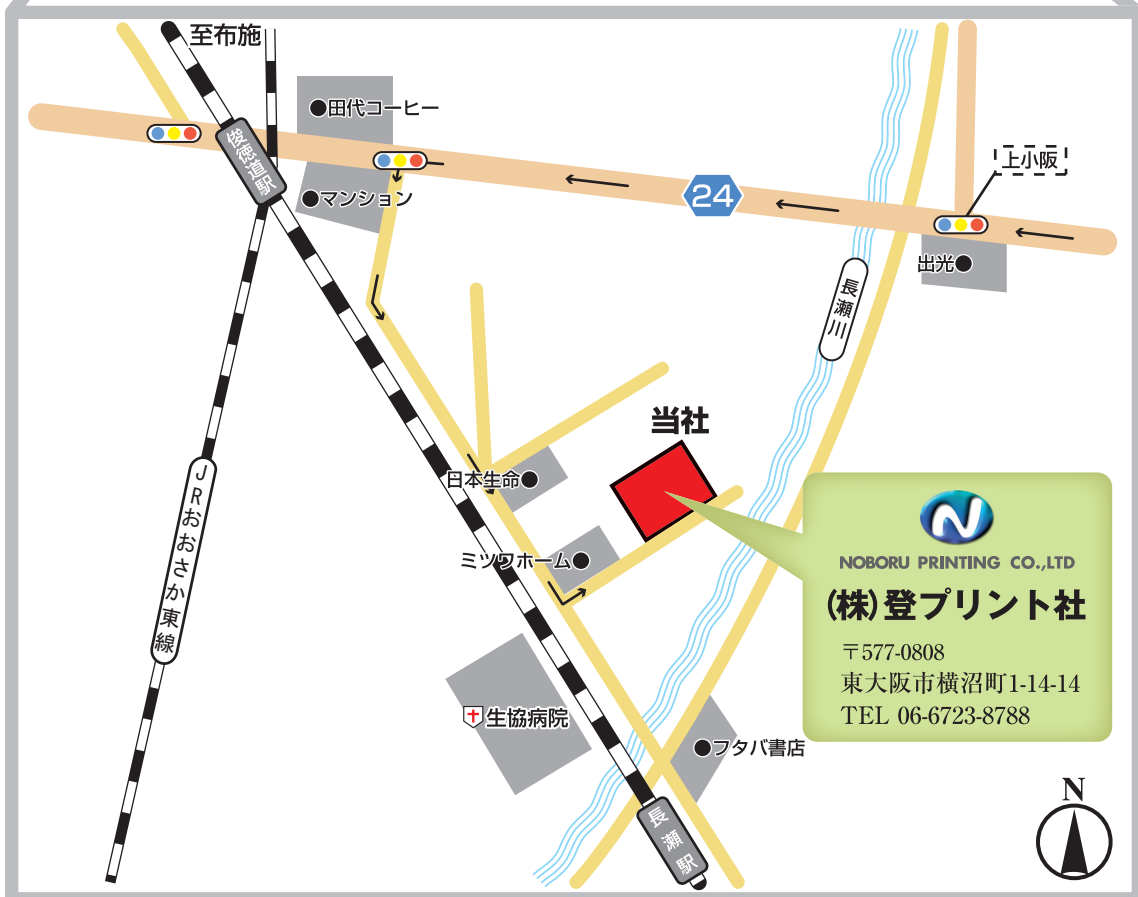 至布施
田代コーヒー
俊徳道駅
マンション
24
上小阪
出光
長瀬川
当社
日本生命
ミツワホーム
JRおおさか東線
N
NOBORU PRINTING CO.,LTD
(株)登プリント社
〒577-0808
東大阪市横沼町1-14-14
TEL 06-6723-8788
生協病院
フタバ書店
長瀬駅
N